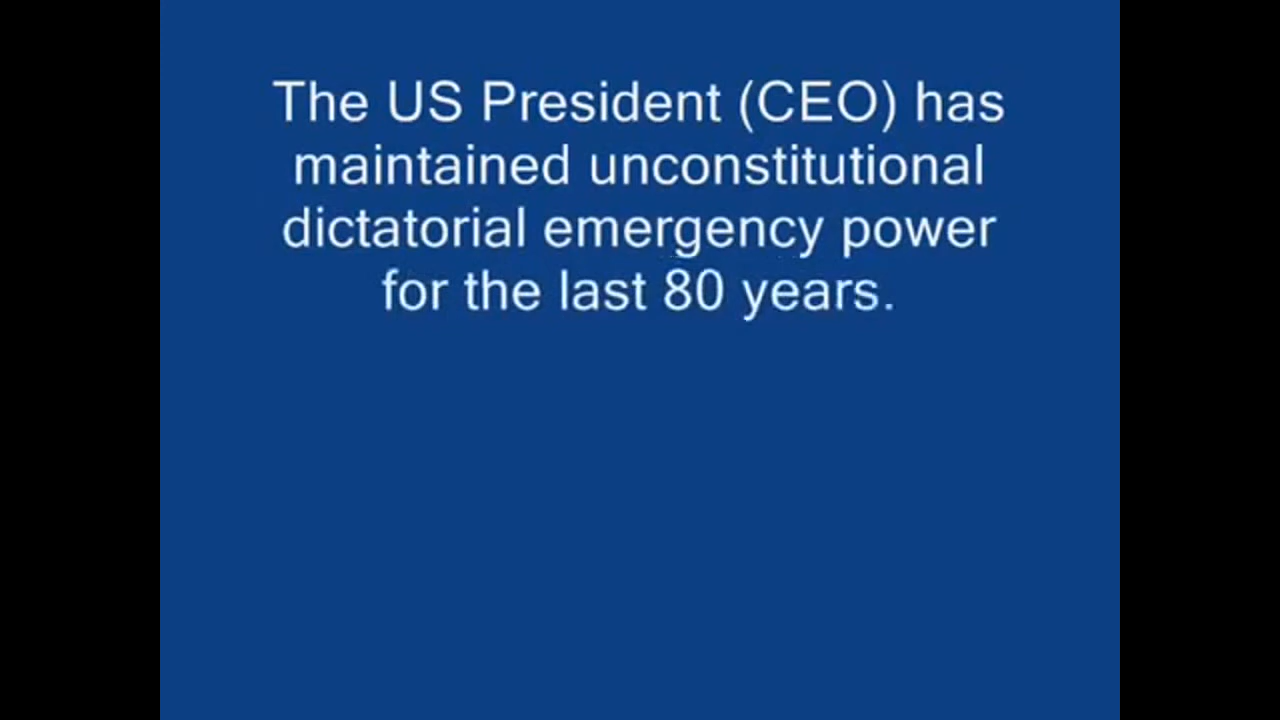 The US President (CEO) has
maintained unconstitutional
dictatorial emergency power
for the last 80 years.